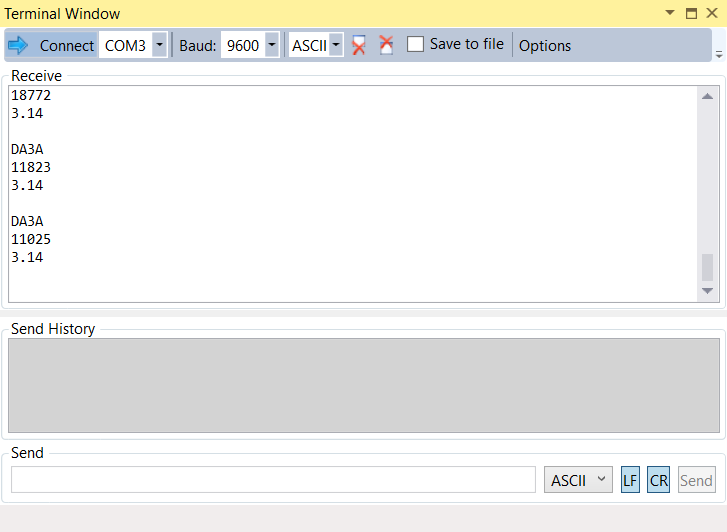 Terminal Window
Connect COM3 Baud: 9600 ASCII Save to file Options
Receive
18772
3.14
DA3A
11823
3.14
DA3A
11025
3.14
Send History
Send
ASCII LF CR Send